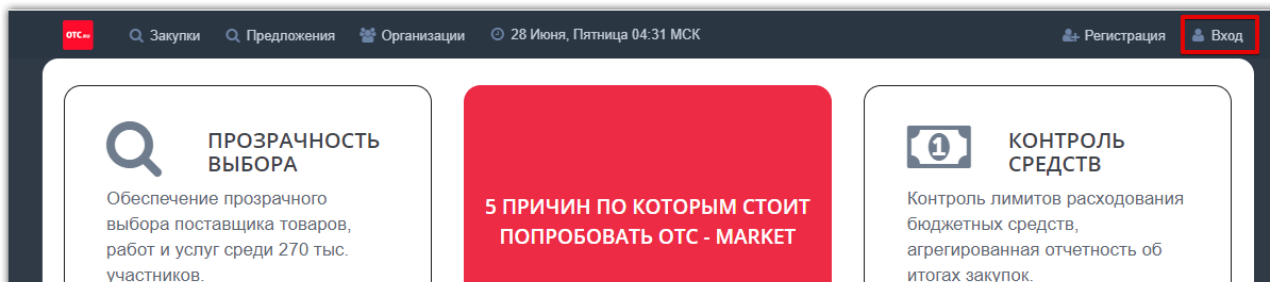 ОТС.RU Закупки Предложения Организации 28 Июня, Пятница 04:31 МСК Регистрация Вход
ПРОЗРАЧНОСТЬ
ВЫБОРА
Обеспечение прозрачного
выбора поставщика товаров,
работ и услуг среди 270 тыс.
участников.
5 ПРИЧИН ПО КОТОРЫМ СТОИТ
ПОПРОБОВАТЬ ОТС - MARKET
1
КОНТРОЛЬ
СРЕДСТВ
Контроль лимитов расходования
бюджетных средств,
агрегированная отчетность об
итогах закупок.